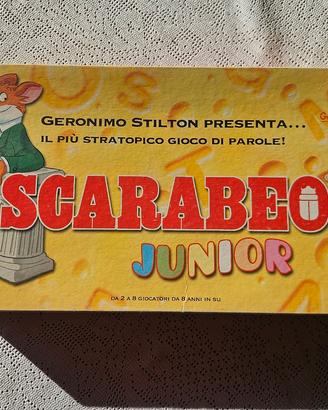 GERONIMO STILTON PRESENTA...
IL PIÙ STRATOPICO GIOCO DI PAROLE!
SCARABEO
JUNIOR
DA 2 A 8 GIOCATORI DA 8 ANNI IN SU